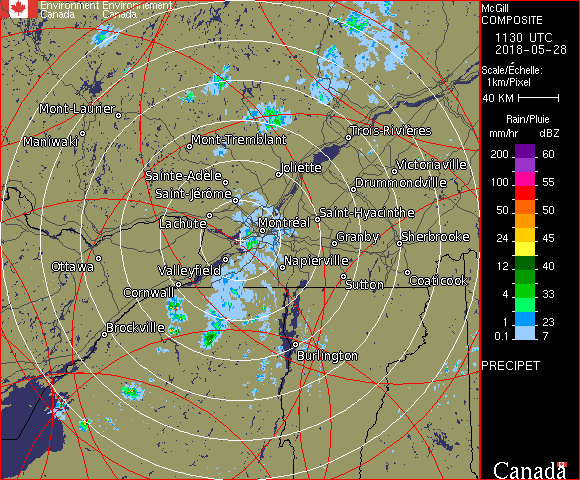 Environment Environnement
Canada Canada
McGill
COMPOSITE
1130 UTC
2018-05-28
Scale/Échelle:
1km/Pixel
40 KM
Rain/Pluie
mm/hr dBZ
200 60
100 55
50 50
24 45
12 40
4 33
1 23
0.1 7
PRECIPET
Canada
Mont-Laurier
Maniwaki
Mont-Tremblant
Trois-Rivières
Sainte-Adèle
Joliette
Victoriaville
Saint-Jérôme
Drummondville
Lachute
Montréal
Saint-Hyacinthe
Granby
Sherbrooke
Ottawa
Valleyfield
Napierville
Cornwall
Sutton
Coaticook
Brockville
Burlington